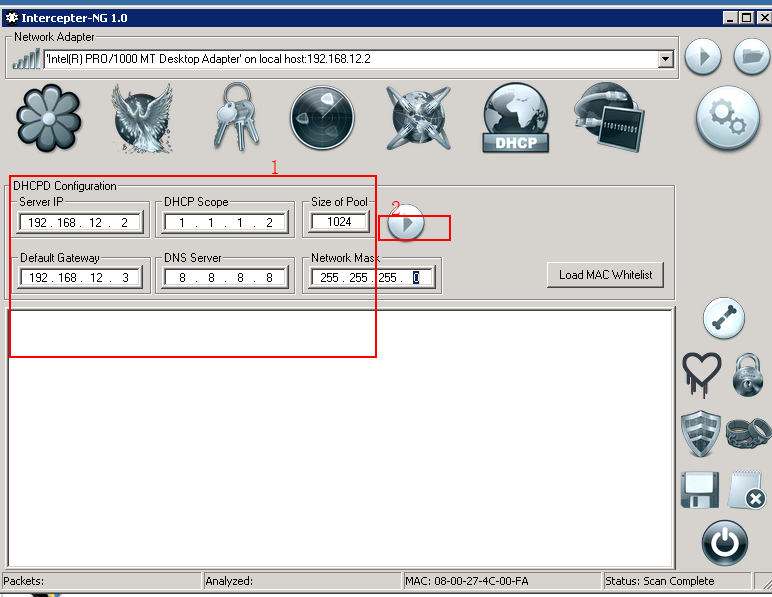 Intercepter-NG 1.0
Network Adapter
'Intel(R) PRO/1000 MT Desktop Adapter' on local host:192.168.12.2
DHCP
1
DHCPD Configuration
Server IP DHCP Scope Size of Pool
2
192 . 168 . 12 . 2 1 . 1 . 1 . 2 1024
Default Gateway DNS Server Network Mask
192 . 168 . 12 . 3 8 . 8 . 8 . 8 255 . 255 . 255 . 0 Load MAC Whitelist
Packets: Analyzed: MAC: 08-00-27-4C-00-FA Status: Scan Complete